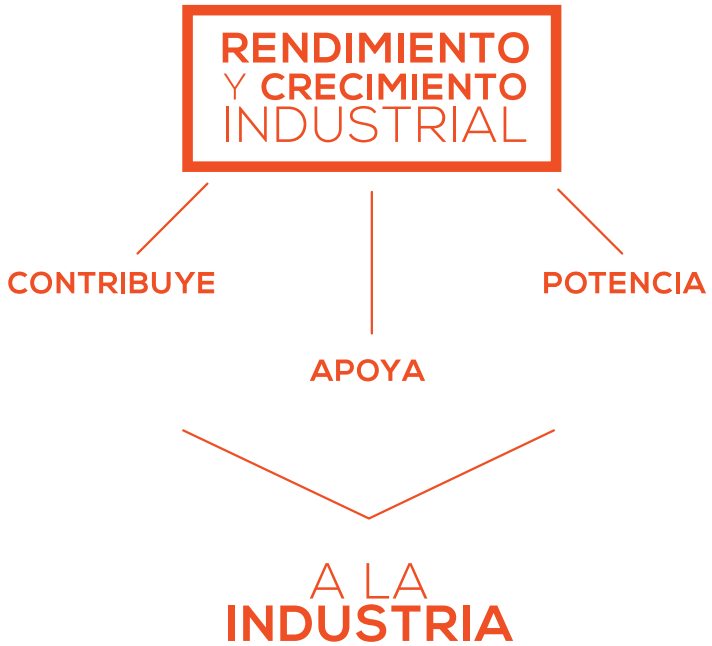 RENDIMIENTO
Y CRECIMIENTO
INDUSTRIAL
CONTRIBUYE
POTENCIA
APOYA
A LA
INDUSTRIA